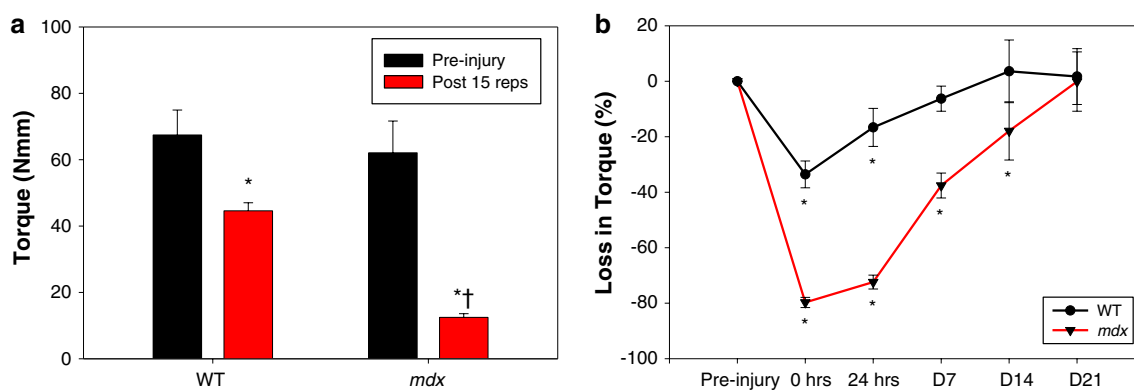 a
Torque (Nmm)
100
80
60
40
20
0
Pre-injury
Post 15 reps
*
*†
WT
mdx
b
Loss in Torque (%)
20
0
-20
-40
-60
-80
-100
*
*
*
*
*
*
WT
mdx
Pre-injury 0 hrs 24 hrs D7 D14 D21